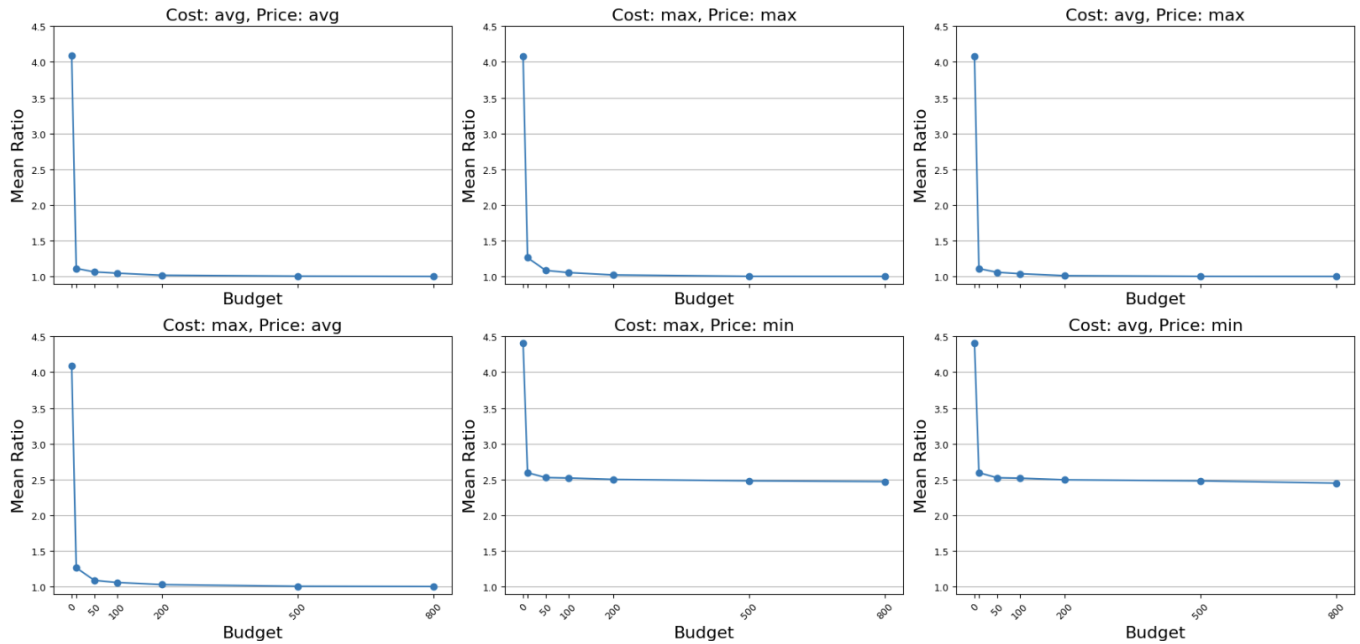 Cost: avg, Price: avg
4.5
4.0
3.5
3.0
2.5
2.0
1.5
1.0
Mean Ratio
Budget
Cost: max, Price: max
4.5
4.0
3.5
3.0
2.5
2.0
1.5
1.0
Mean Ratio
Budget
Cost: avg, Price: max
4.5
4.0
3.5
3.0
2.5
2.0
1.5
1.0
Mean Ratio
Budget
Cost: max, Price: avg
4.5
4.0
3.5
3.0
2.5
2.0
1.5
1.0
Mean Ratio
0 50 100 200 500 800
Budget
Cost: max, Price: min
4.5
4.0
3.5
3.0
2.5
2.0
1.5
1.0
Mean Ratio
0 50 100 200 500 800
Budget
Cost: avg, Price: min
4.5
4.0
3.5
3.0
2.5
2.0
1.5
1.0
Mean Ratio
0 50 100 200 500 800
Budget